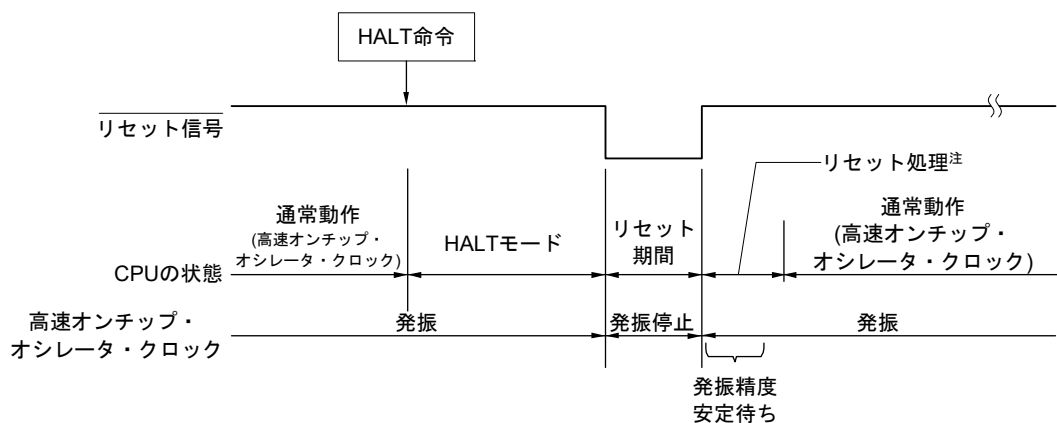 HALT命令
リセット信号
リセット処理注
通常動作
(高速オンチップ・
オシレータ・クロック)
HALTモード
リセット
期間
通常動作
(高速オンチップ・
オシレータ・クロック)
CPUの状態
高速オンチップ・
オシレータ・クロック
発振
発振停止
発振
発振精度
安定待ち